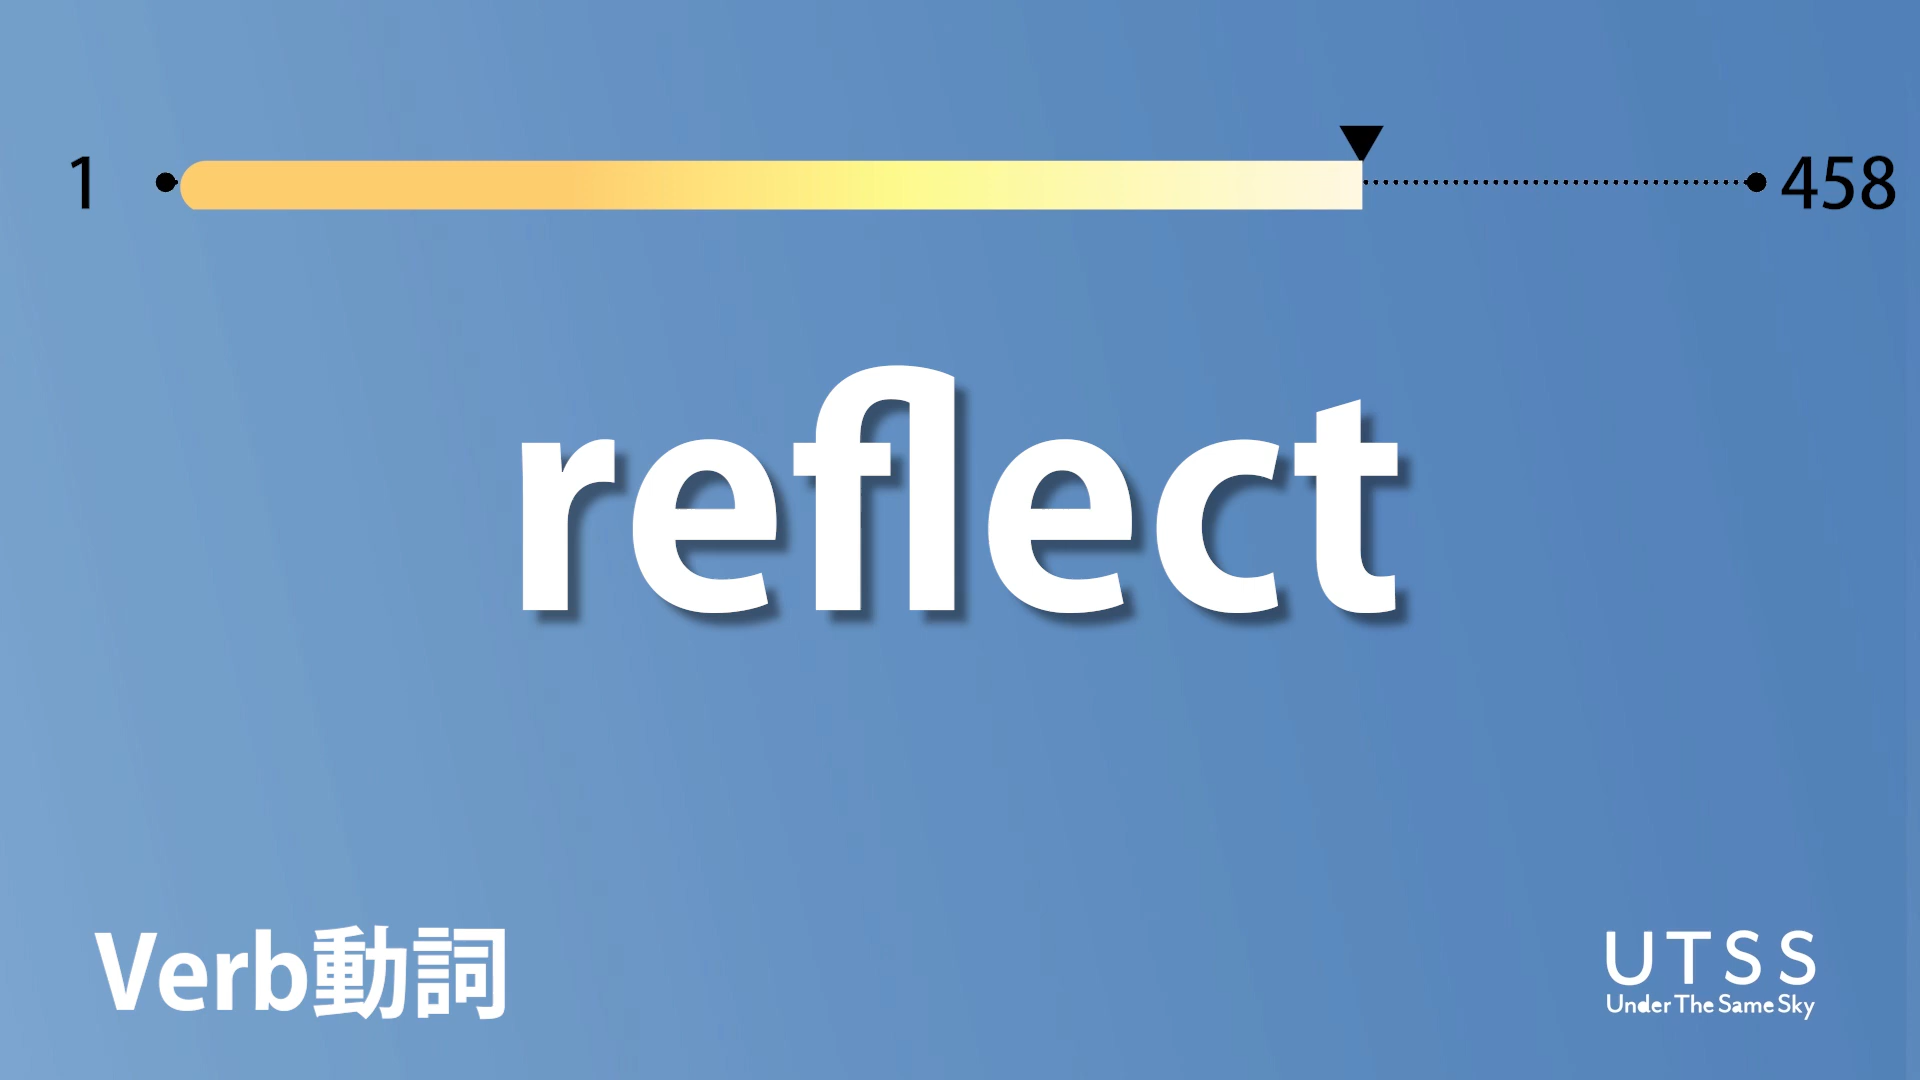 1 458
reflect
Verb動詞
UTSS
Under The Same Sky